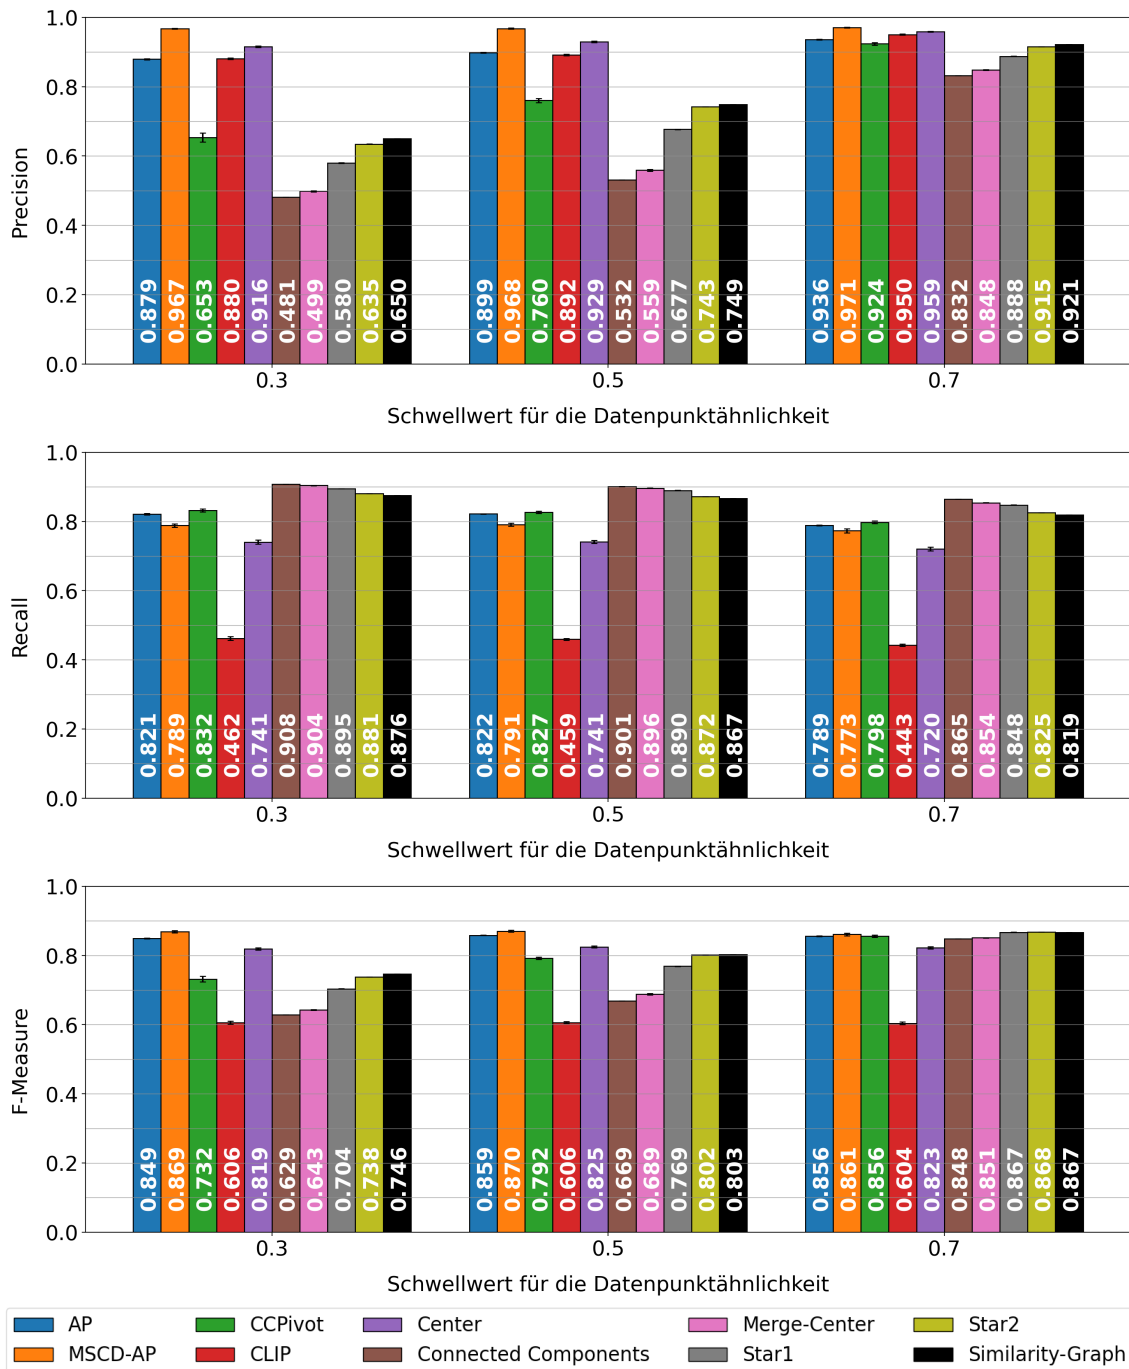 1.0
0.8
0.6
0.4
0.2
0.0
Precision
0.879 0.967 0.653 0.880 0.916 0.481 0.499 0.580 0.635 0.650
0.899 0.968 0.760 0.892 0.929 0.532 0.559 0.677 0.743 0.749
0.936 0.971 0.924 0.950 0.959 0.832 0.848 0.888 0.915 0.921
0.3 0.5 0.7
Schwellwert für die Datenpunktähnlichkeit
1.0
0.8
0.6
0.4
0.2
0.0
Recall
0.821 0.789 0.832 0.462 0.741 0.908 0.904 0.895 0.881 0.876
0.822 0.791 0.827 0.459 0.741 0.901 0.896 0.890 0.872 0.867
0.789 0.773 0.798 0.443 0.720 0.865 0.854 0.848 0.825 0.819
0.3 0.5 0.7
Schwellwert für die Datenpunktähnlichkeit
1.0
0.8
0.6
0.4
0.2
0.0
F-Measure
0.849 0.869 0.732 0.606 0.819 0.629 0.643 0.704 0.738 0.746
0.859 0.870 0.792 0.606 0.825 0.669 0.689 0.769 0.802 0.803
0.856 0.861 0.856 0.604 0.823 0.848 0.851 0.867 0.868 0.867
0.3 0.5 0.7
Schwellwert für die Datenpunktähnlichkeit
AP CCPivot Center Merge-Center Star2
MSCD-AP CLIP Connected Components Star1 Similarity-Graph